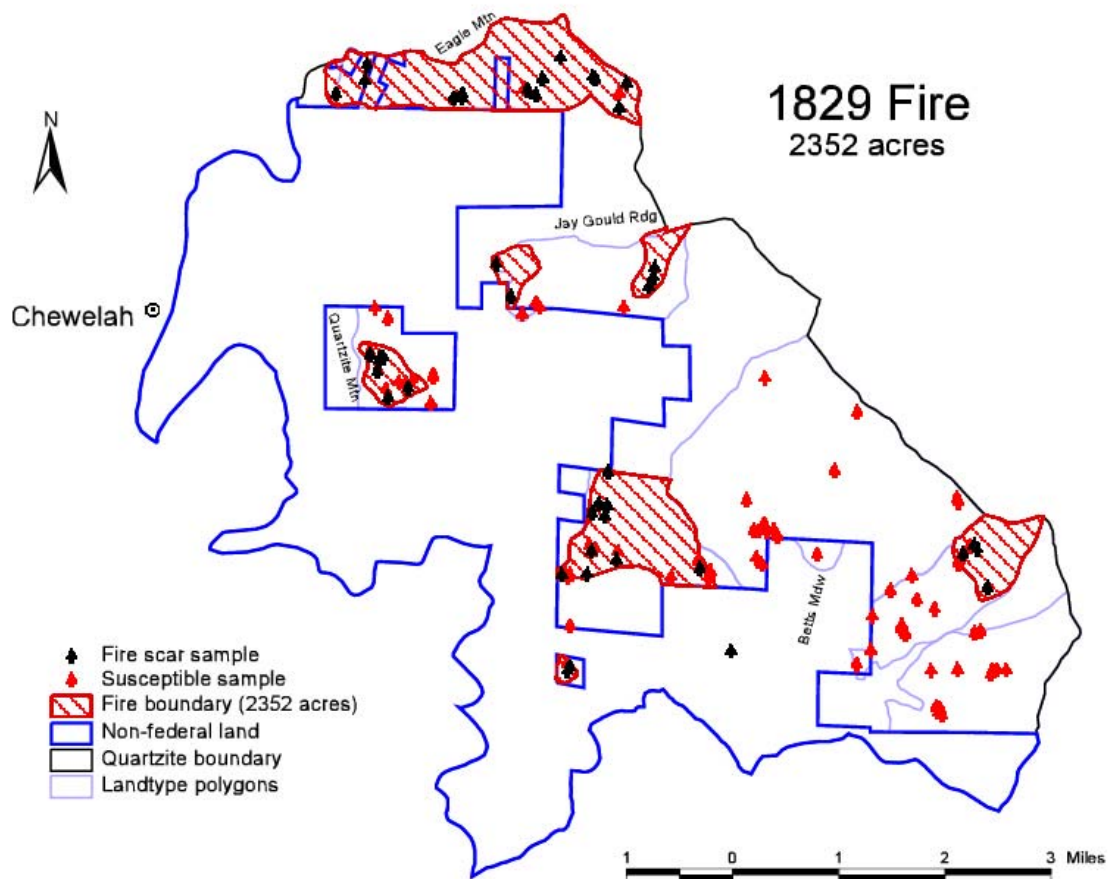 Eagle Mtn
1829 Fire
2352 acres
N
Jay Gould Rdg
Chewelah
Quartzite Mtn
Betts Mdw
Fire scar sample
Susceptible sample
Fire boundary (2352 acres)
Non-federal land
Quartzite boundary
Landtype polygons
1 0 1 2 3 Miles